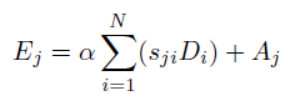 $E_j = \alpha \sum_{i=1}^{N} (s_{ji} D_i) + A_j$